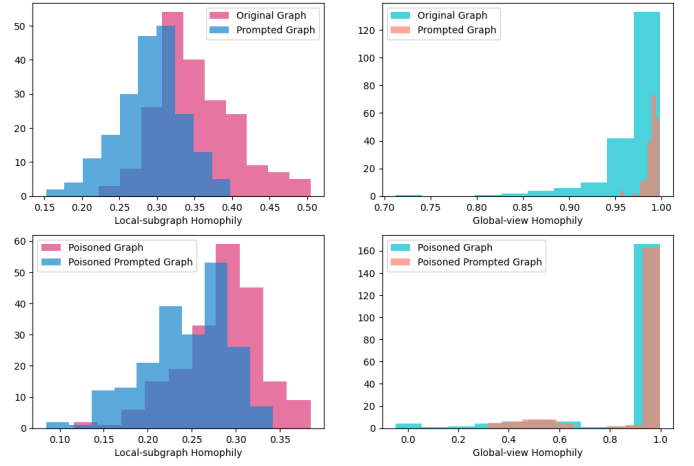 Original Graph
Prompted Graph
50
40
30
20
10
0
0.15 0.20 0.25 0.30 0.35 0.40 0.45 0.50
Local-subgraph Homophily
Original Graph
Prompted Graph
120
100
80
60
40
20
0
0.70 0.75 0.80 0.85 0.90 0.95 1.00
Global-view Homophily
Poisoned Graph
Poisoned Prompted Graph
60
50
40
30
20
10
0
0.10 0.15 0.20 0.25 0.30 0.35
Local-subgraph Homophily
Poisoned Graph
Poisoned Prompted Graph
160
140
120
100
80
60
40
20
0
0.0 0.2 0.4 0.6 0.8 1.0
Global-view Homophily